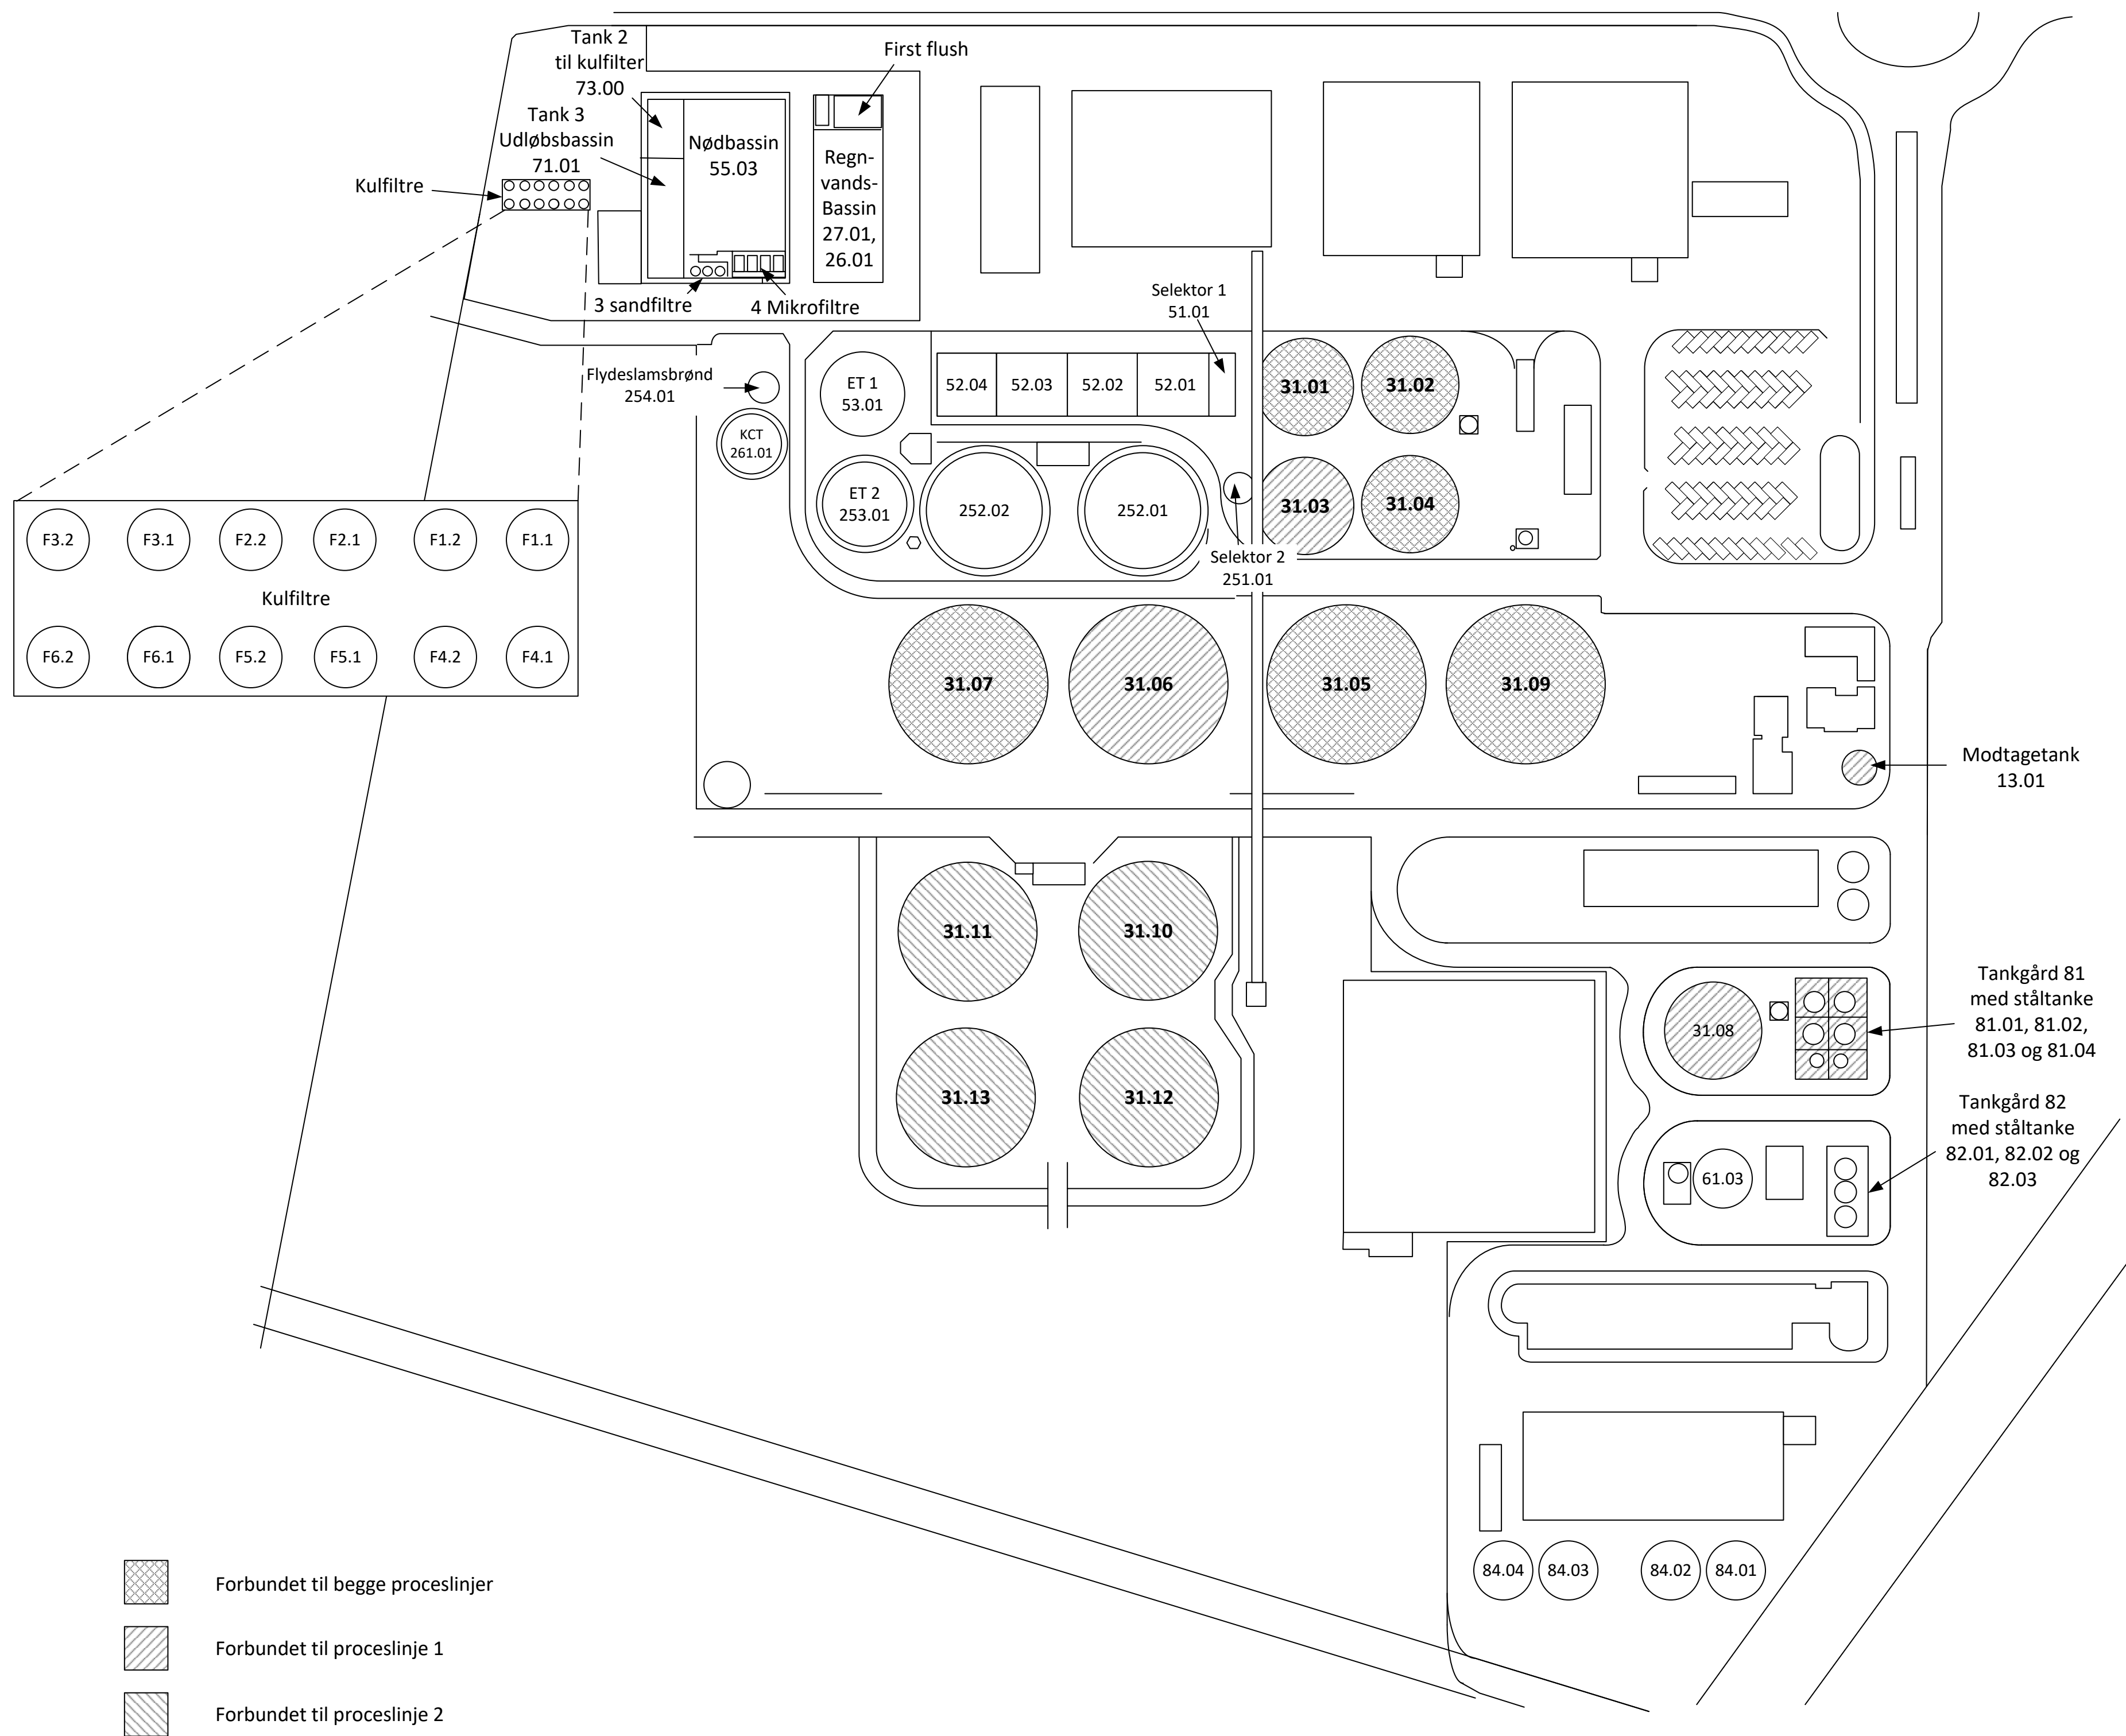 Tank 2
til kulfilter
73.00
First flush
Tank 3
Udløbsbassin
71.01
Nødbassin
55.03
Regn-
vands-
Bassin
27.01,
26.01
Kulfiltre
3 sandfiltre
4 Mikrofiltre
Selektor 1
51.01
Flydeslamsbrønd
254.01
ET 1
53.01
52.04
52.03
52.02
52.01
31.01
31.02
KCT
261.01
ET 2
253.01
252.02
252.01
31.03
31.04
Selektor 2
251.01
F3.2
F3.1
F2.2
F2.1
F1.2
F1.1
Kulfiltre
F6.2
F6.1
F5.2
F5.1
F4.2
F4.1
31.07
31.06
31.05
31.09
Modtagetank
13.01
31.11
31.10
31.13
31.12
31.08
Tankgård 81
med ståltanke
81.01, 81.02,
81.03 og 81.04
Tankgård 82
med ståltanke
82.01, 82.02 og
82.03
61.03
84.04
84.03
84.02
84.01
Forbundet til begge proceslinjer
Forbundet til proceslinje 1
Forbundet til proceslinje 2